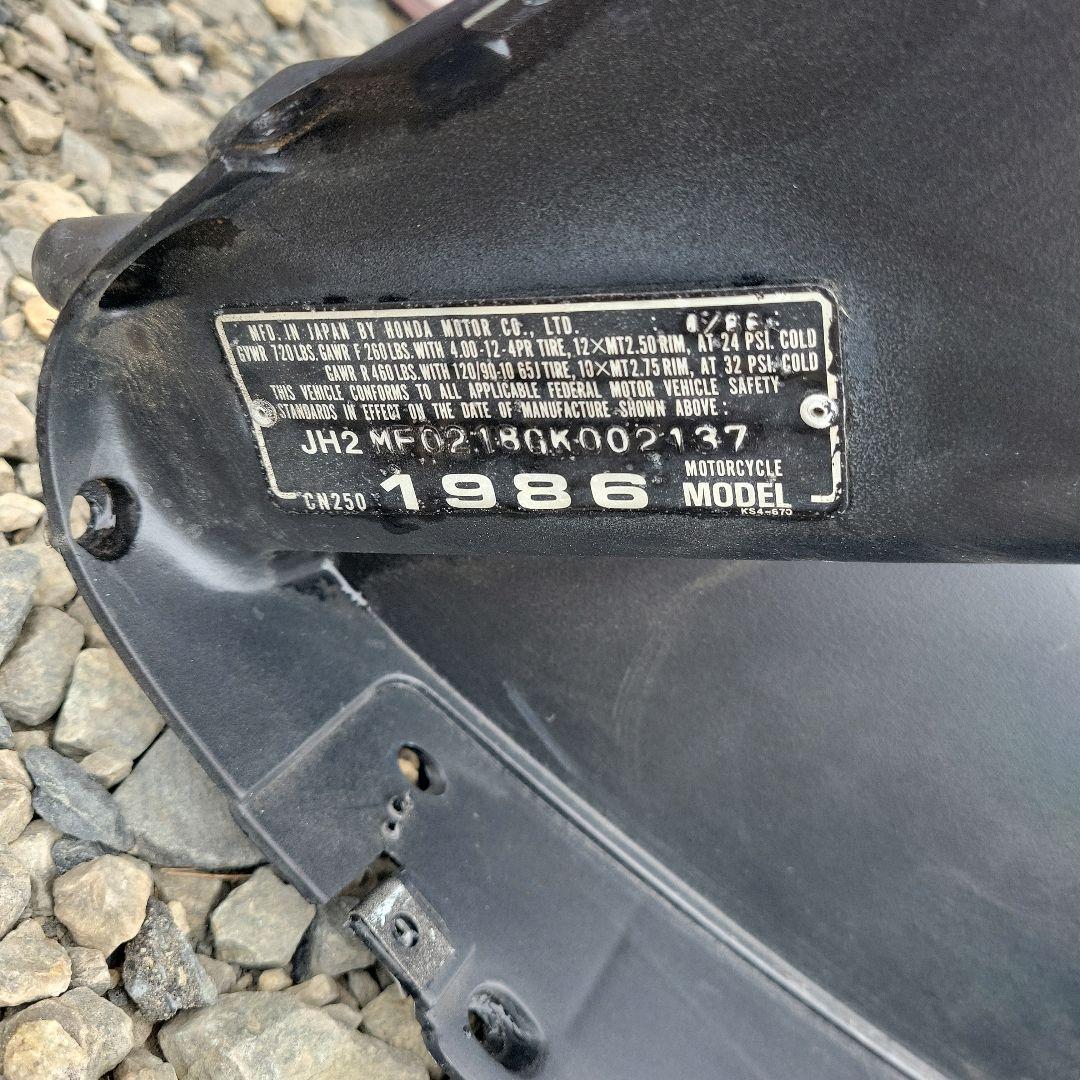 MFD. IN JAPAN BY HONDA MOTOR CO., LTD.
GVWR 720 LBS. GAWR F 260 LBS. WITH 4.00-12-4PR TIRE, 12×MT2.50 RIM, AT 24 PSI. COLD
GAWR R 460 LBS. WITH 120/90-10 65J TIRE, 10×MT2.75 RIM, AT 32 PSI. COLD
THIS VEHICLE CONFORMS TO ALL APPLICABLE FEDERAL MOTOR VEHICLE SAFETY
STANDARDS IN EFFECT ON THE DATE OF MANUFACTURE SHOWN ABOVE:
JH2 MF0218GK002137
CN250 1986 MOTORCYCLE MODEL
KS4-670